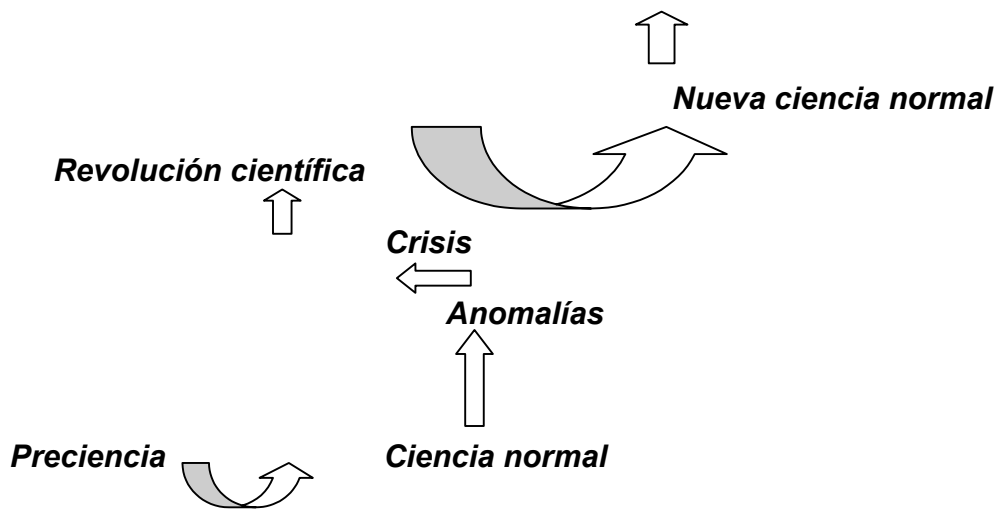 Nueva ciencia normal
Revolución científica
Crisis
Anomalías
Preciencia Ciencia normal